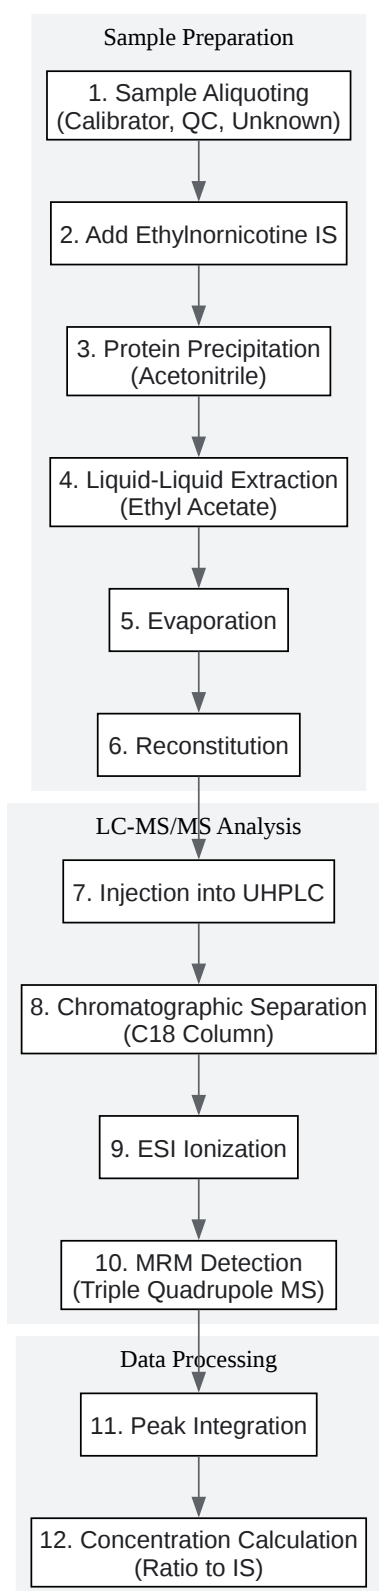 Sample Preparation
1. Sample Aliquoting
(Calibrator, QC, Unknown)
2. Add Ethylnornicotine IS
3. Protein Precipitation
(Acetonitrile)
4. Liquid-Liquid Extraction
(Ethyl Acetate)
5. Evaporation
6. Reconstitution
LC-MS/MS Analysis
7. Injection into UHPLC
8. Chromatographic Separation
(C18 Column)
9. ESI Ionization
10. MRM Detection
(Triple Quadrupole MS)
Data Processing
11. Peak Integration
12. Concentration Calculation
(Ratio to IS)